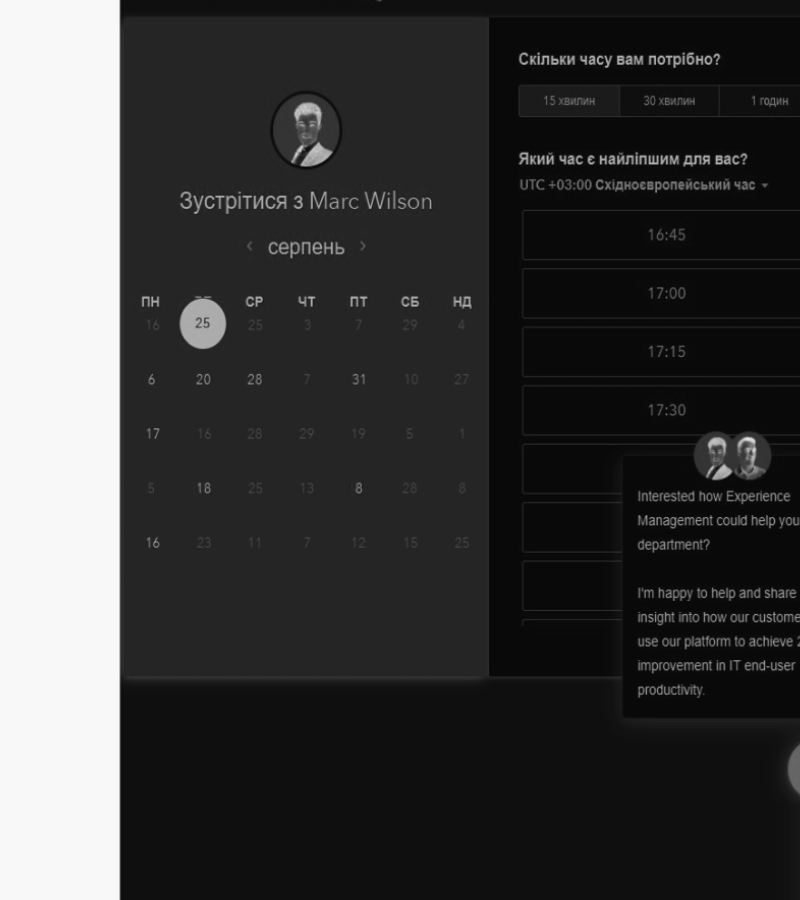 Зустрітися з Marc Wilson
серпень
ПН СР ЧТ ПТ СБ НД
16 25 25 3 7 29 4
6 20 28 7 31 10 27
17 16 28 29 19 5 1
5 18 25 13 8 28 8
16 23 11 7 12 15 25
Скільки часу вам потрібно?
15 хвилин 30 хвилин 1 годин
Який час є найліпшим для вас?
UTC +03:00 Східноєвропейський час
16:45
17:00
17:15
17:30
Interested how Experience
Management could help you
department?
I'm happy to help and share
insight into how our custome
use our platform to achieve 2
improvement in IT end-user
productivity.